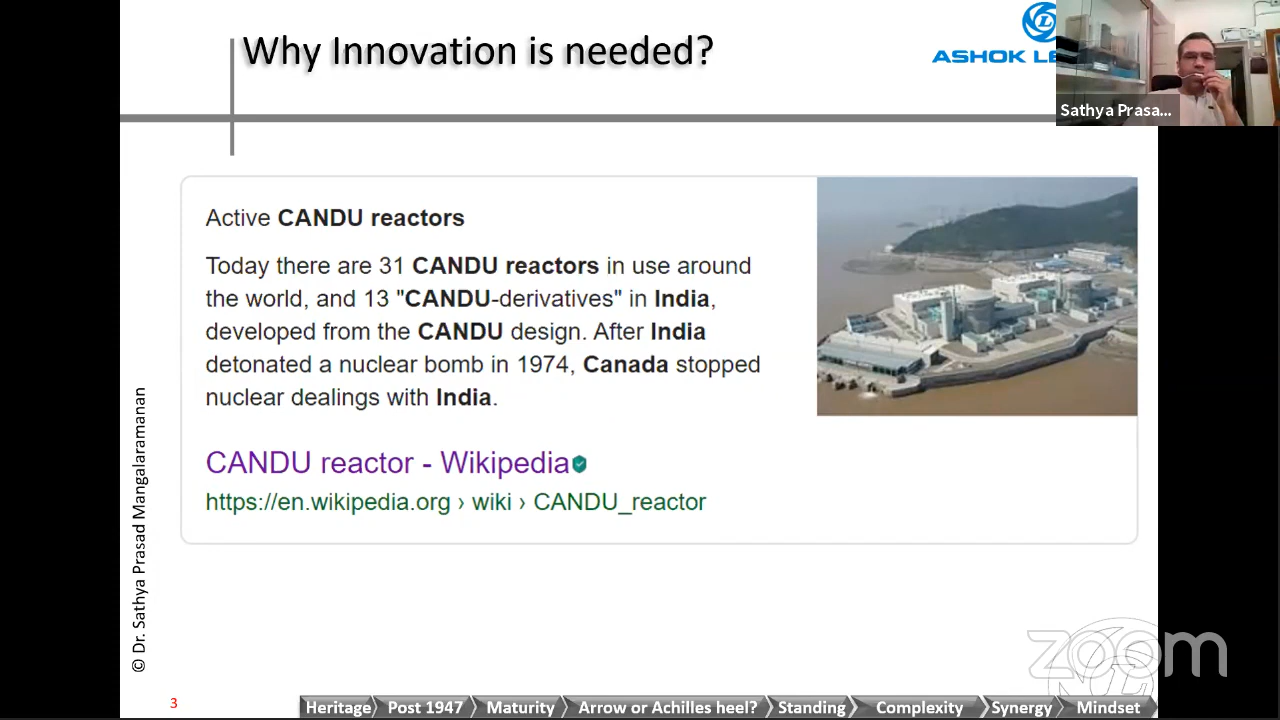 Why Innovation is needed?
ASHOK LE
Sathya Prasa...
Active CANDU reactors
Today there are 31 CANDU reactors in use around
the world, and 13 "CANDU-derivatives" in India,
developed from the CANDU design. After India
detonated a nuclear bomb in 1974, Canada stopped
nuclear dealings with India.
CANDU reactor - Wikipedia
https://en.wikipedia.org › wiki › CANDU_reactor
© Dr. Sathya Prasad Mangalaramanan
zoom
3
Heritage Post 1947 Maturity Arrow or Achilles heel? Standing Complexity Synergy Mindset